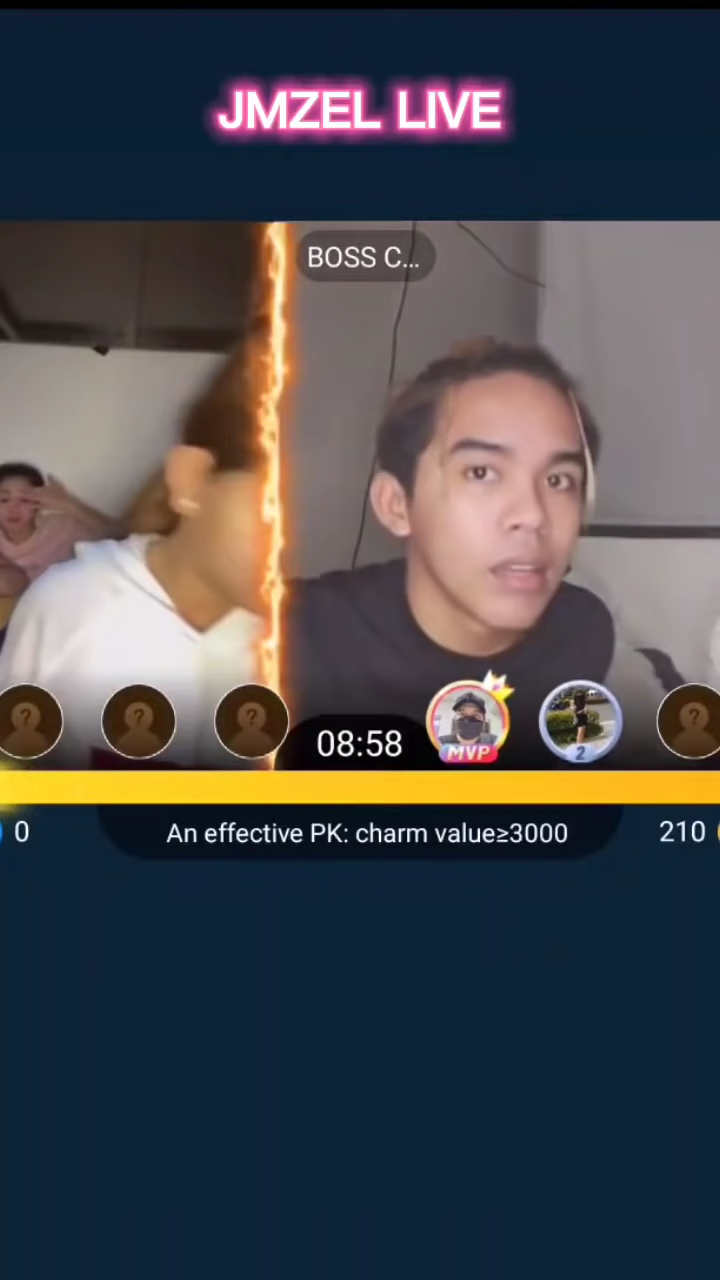 JMZEL LIVE
BOSS C...
? ? ? 08:58 MVP 2 ?
0 An effective PK: charm value≥3000 210